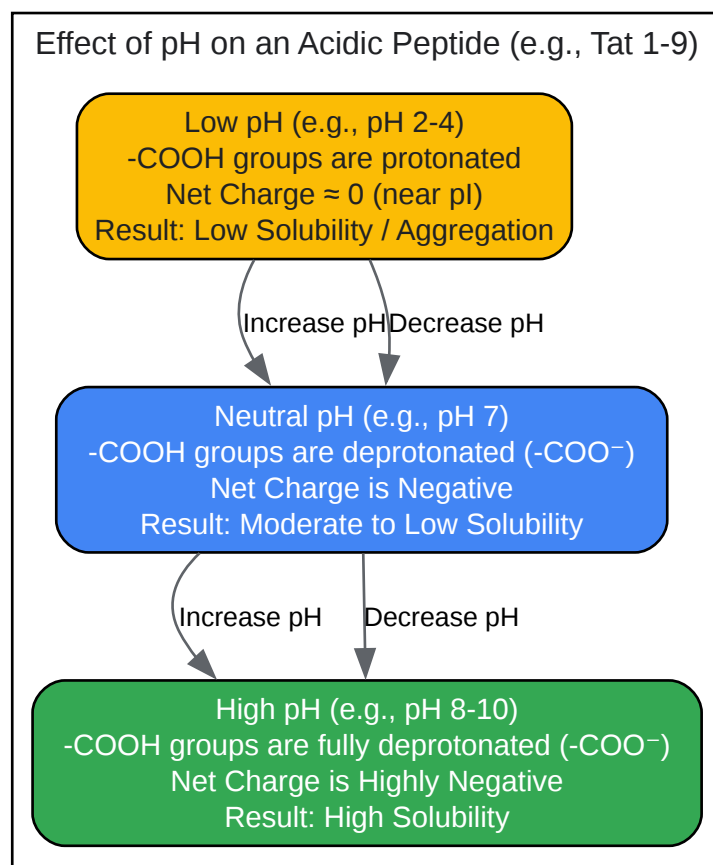 Effect of pH on an Acidic Peptide (e.g., Tat 1-9)
Low pH (e.g., pH 2-4)
-COOH groups are protonated
Net Charge ≈ 0 (near pI)
Result: Low Solubility / Aggregation
Increase pH
Decrease pH
Neutral pH (e.g., pH 7)
-COOH groups are deprotonated (-COO⁻)
Net Charge is Negative
Result: Moderate to Low Solubility
Increase pH
Decrease pH
High pH (e.g., pH 8-10)
-COOH groups are fully deprotonated (-COO⁻)
Net Charge is Highly Negative
Result: High Solubility